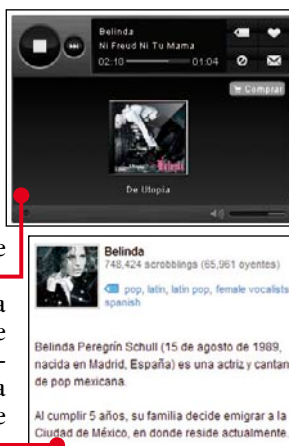 Belinda
Ni Freud Ni Tu Mama
02:10 01:04
Comprar
De Utopía
e
a
e
-
a
e
Belinda
748,424 scrobblings (65,961 oyentes)
pop, latin, latin pop, female vocalists,
spanish
Belinda Peregrín Schull (15 de agosto de 1989,
nacida en Madrid, España) es una actriz y cantan
de pop mexicana.
Al cumplir 5 años, su familia decide emigrar a la
Ciudad de México, en donde reside actualmente.